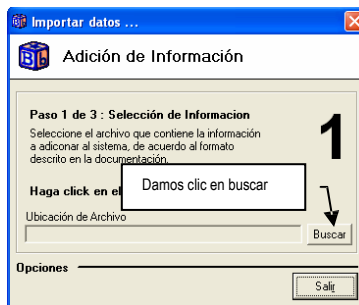 Importar datos ...
Adición de Información
Paso 1 de 3 : Selección de Informacion
Seleccione el archivo que contiene la información
a adiconar al sistema, de acuerdo al formato
descrito en la documentación.
1
Damos clic en buscar
Haga click en el
Ubicación de Archivo
Buscar
Opciones
Salir